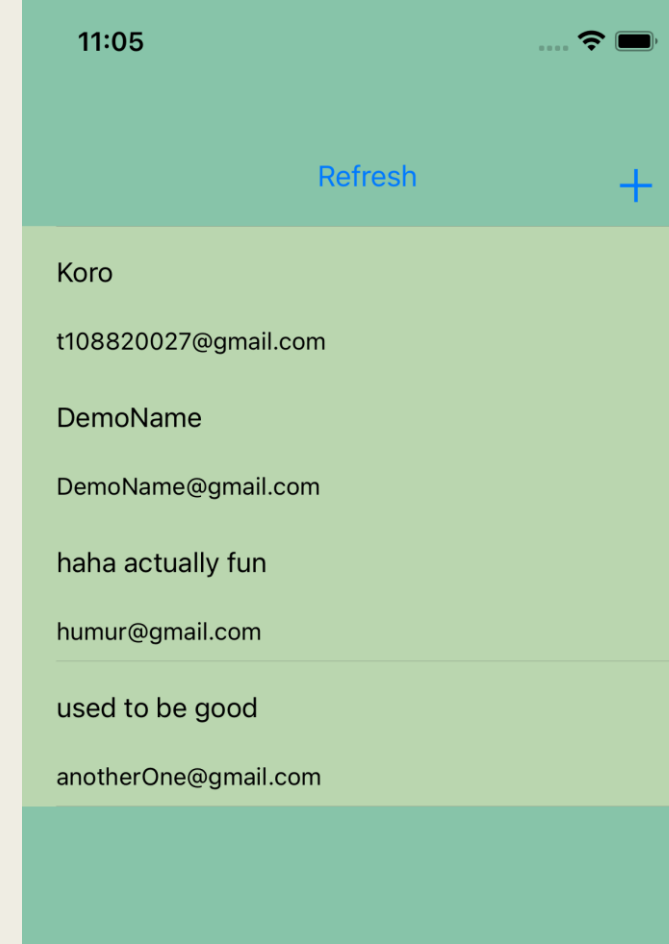 11:05
Refresh +
Koro
t108820027@gmail.com
DemoName
DemoName@gmail.com
haha actually fun
humur@gmail.com
used to be good
anotherOne@gmail.com